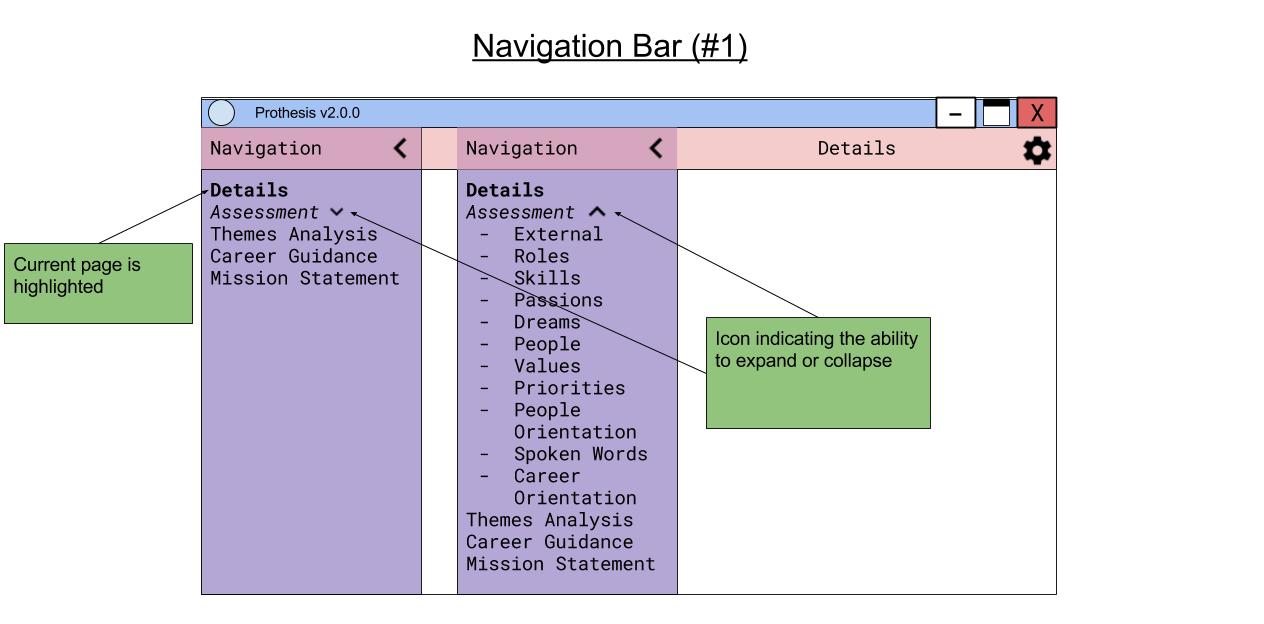 Navigation Bar (#1)
Prothesis v2.0.0
X
Navigation
Details
Assessment
Themes Analysis
Career Guidance
Mission Statement
Navigation
Details
Assessment
- External
- Roles
- Skills
- Passions
- Dreams
- People
- Values
- Priorities
- People
Orientation
- Spoken Words
- Career
Orientation
Themes Analysis
Career Guidance
Mission Statement
Details
Current page is
highlighted
Icon indicating the ability
to expand or collapse